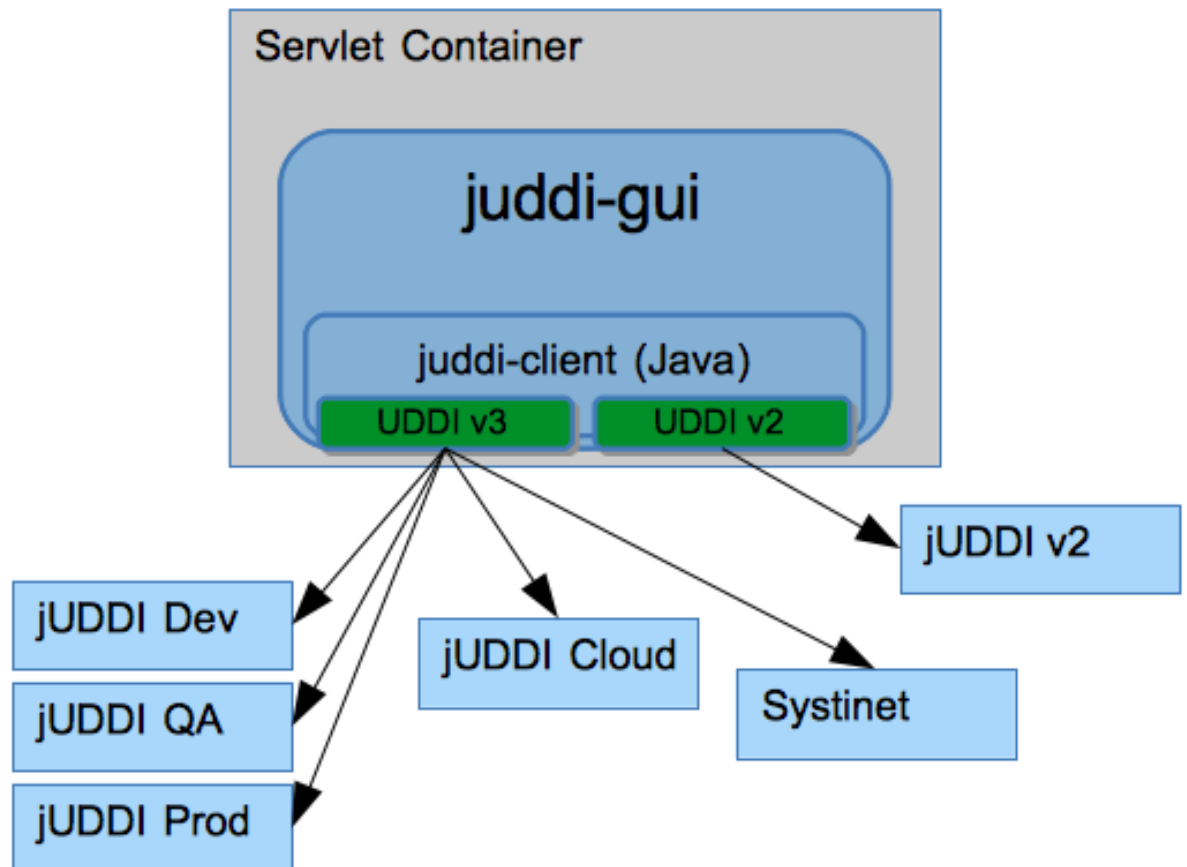 Servlet Container
juddi-gui
juddi-client (Java)
UDDI v3
UDDI v2
jUDDI v2
jUDDI Dev
jUDDI Cloud
jUDDI QA
Systinet
jUDDI Prod